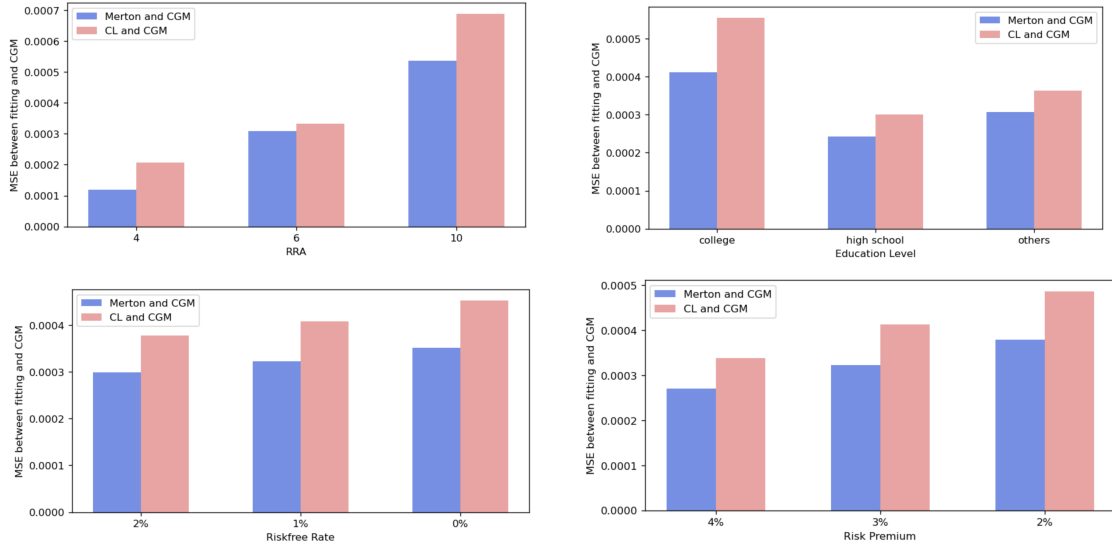 MSE between fitting and CGM
0.0007
0.0006
0.0005
0.0004
0.0003
0.0002
0.0001
0.0000
Merton and CGM
CL and CGM
4
6
10
RRA
MSE between fitting and CGM
0.0005
0.0004
0.0003
0.0002
0.0001
0.0000
Merton and CGM
CL and CGM
college
high school
others
Education Level
MSE between fitting and CGM
0.0004
0.0003
0.0002
0.0001
0.0000
Merton and CGM
CL and CGM
2%
1%
0%
Riskfree Rate
MSE between fitting and CGM
0.0005
0.0004
0.0003
0.0002
0.0001
0.0000
Merton and CGM
CL and CGM
4%
3%
2%
Risk Premium